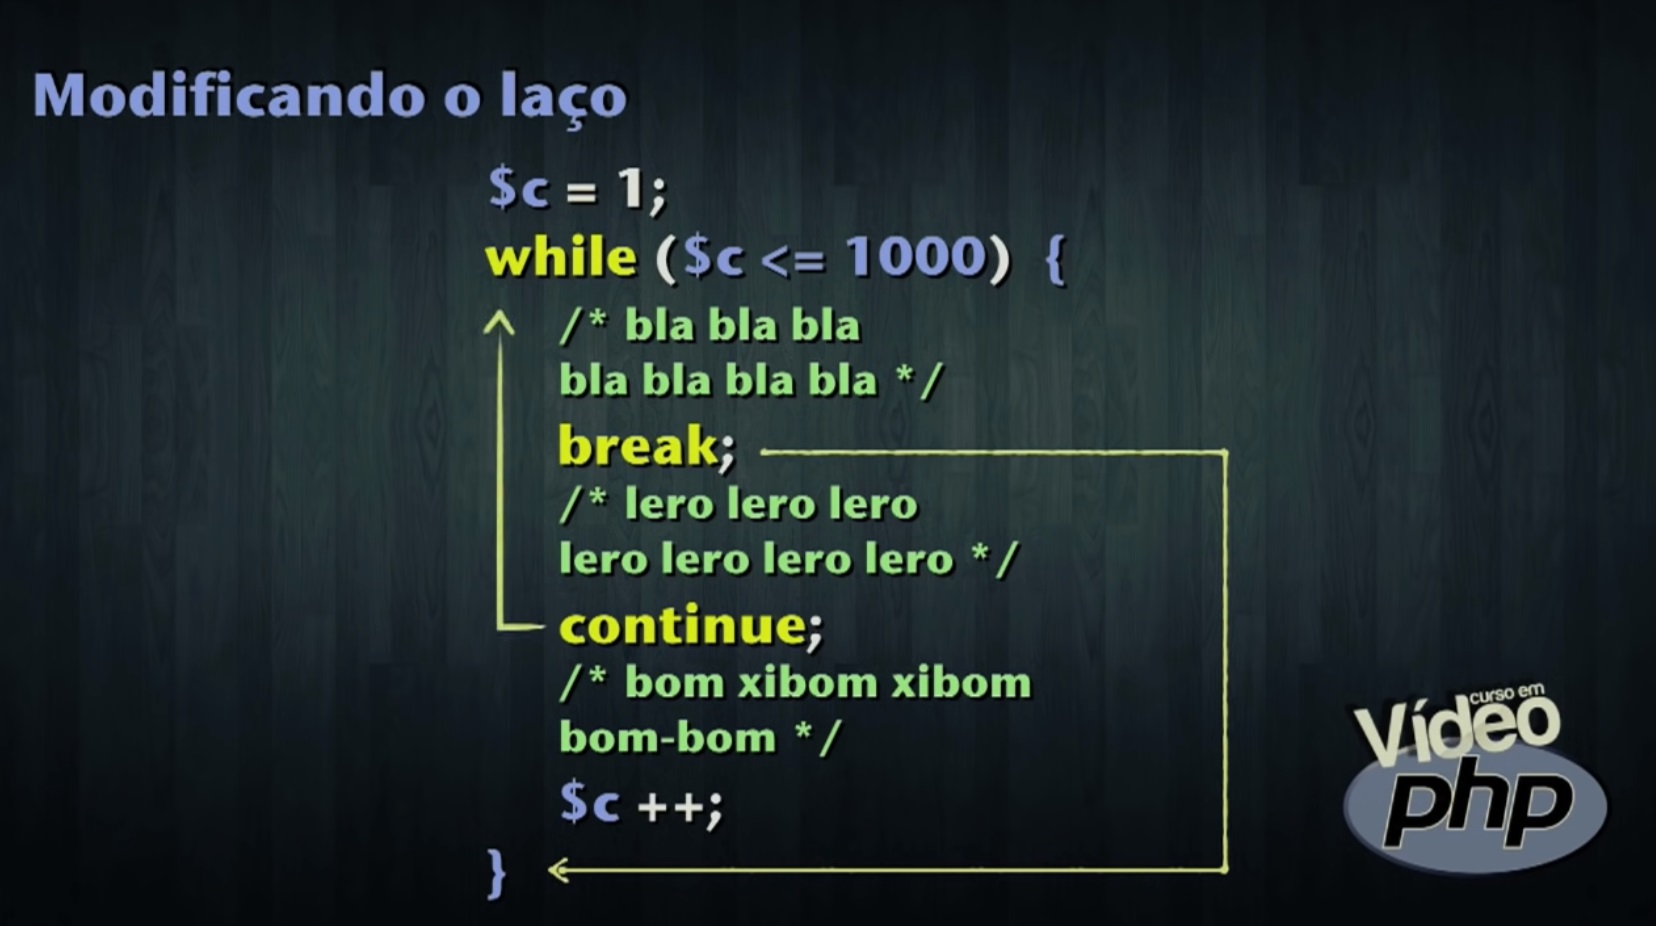 Modificando o laço
$c = 1;
while ($c <= 1000) {
/* bla bla bla
bla bla bla bla */
break;
/* lero lero lero
lero lero lero lero */
continue;
/* bom xibom xibom
bom-bom */
$c ++;
}
curso em
Vídeo
php